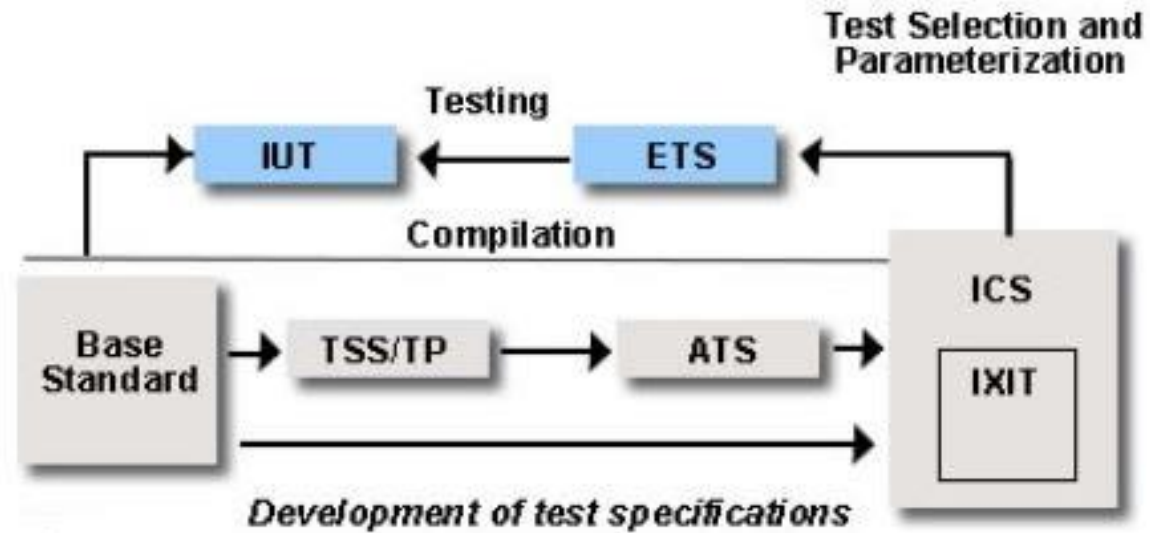 Test Selection and
Parameterization
Testing
IUT
ETS
Compilation
ICS
Base
Standard
TSS/TP
ATS
IXIT
Development of test specifications